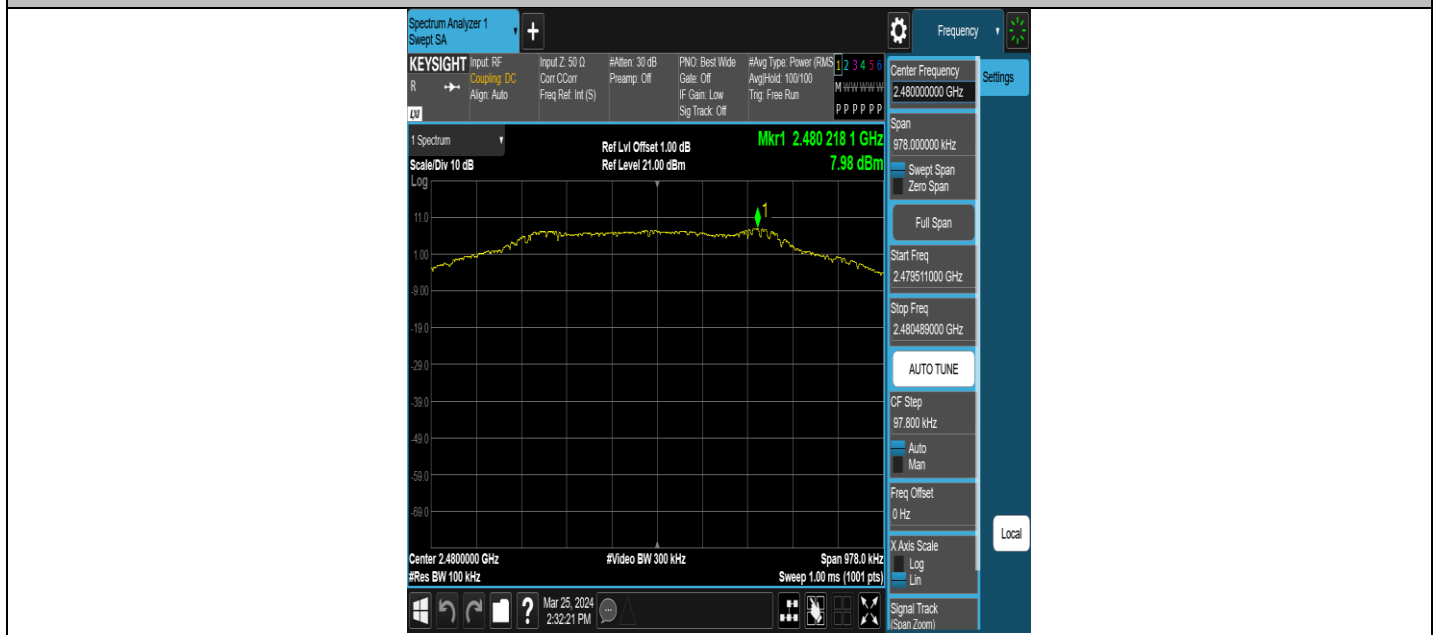 Spectrum Analyzer 1
Swept SA
+
Frequency
KEYSIGHT
R
LXI
Input: RF
Coupling: DC
Align: Auto
Input Z: 50 Ω
Corr CCorr
Freq Ref: Int (S)
#Atten: 30 dB
Preamp: Off
PNO: Best Wide
Gate: Off
IF Gain: Low
Sig Track: Off
#Avg Type: Power (RMS
Avg|Hold: 100/100
Trig: Free Run
1 2 3 4 5 6
M W W W W W
P P P P P P
1 Spectrum
Scale/Div 10 dB
Ref Lvl Offset 1.00 dB
Ref Level 21.00 dBm
Mkr1 2.480 218 1 GHz
7.98 dBm
Log
1
11.0
1.00
-9.00
-19.0
-29.0
-39.0
-49.0
-59.0
-69.0
Center 2.4800000 GHz
#Res BW 100 kHz
#Video BW 300 kHz
Span 978.0 kHz
Sweep 1.00 ms (1001 pts)
Center Frequency
2.480000000 GHz
Settings
Span
978.000000 kHz
Swept Span
Zero Span
Full Span
Start Freq
2.479511000 GHz
Stop Freq
2.480489000 GHz
AUTO TUNE
CF Step
97.800 kHz
Auto
Man
Freq Offset
0 Hz
X Axis Scale
Log
Lin
Signal Track
(Span Zoom)
Local
?
Mar 25, 2024
2:32:21 PM